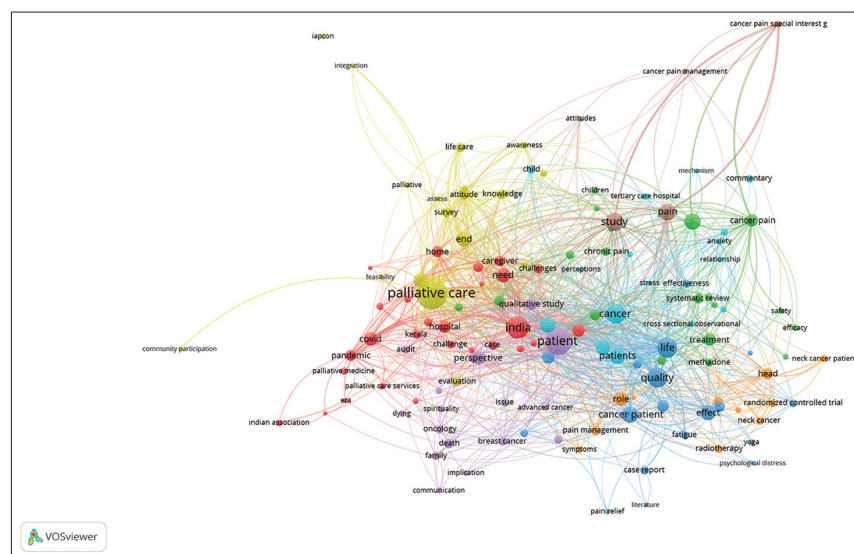 cancer pain special interest g
iapcon
integration
cancer pain management
attitudes
life care
awareness
child
mechanism
commentary
palliative
assess
attitude
knowledge
children
tertiary care hospital
survey
study
pain
cancer pain
end
home
chronic pain
anxiety
caregiver
need
challenges
perceptions
relationship
feasibility
stress
effectiveness
palliative care
qualitative study
systematic review
safety
cancer
hospital
india
cross sectional observational
efficacy
kerala
covid
challenge
case
patient
treatment
community participation
audit
pandemic
perspective
patients
life
methadone
neck cancer patient
palliative medicine
head
evaluation
quality
palliative care services
era
spirituality
issue
advanced cancer
role
randomized controlled trial
dying
cancer patient
effect
neck cancer
indian association
oncology
pain management
fatigue
death
breast cancer
yoga
family
symptoms
radiotherapy
psychological distress
implication
case report
communication
literature
pain relief
VOSviewer